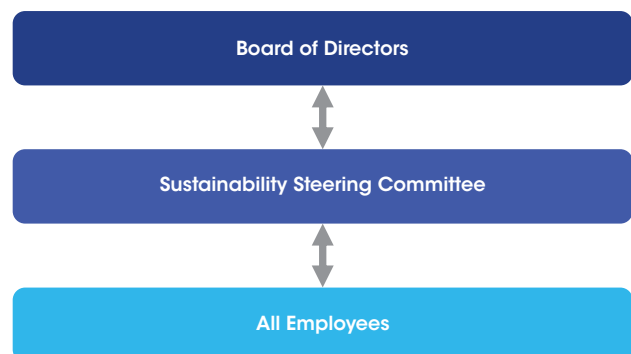 Board of Directors
Sustainability Steering Committee
All Employees